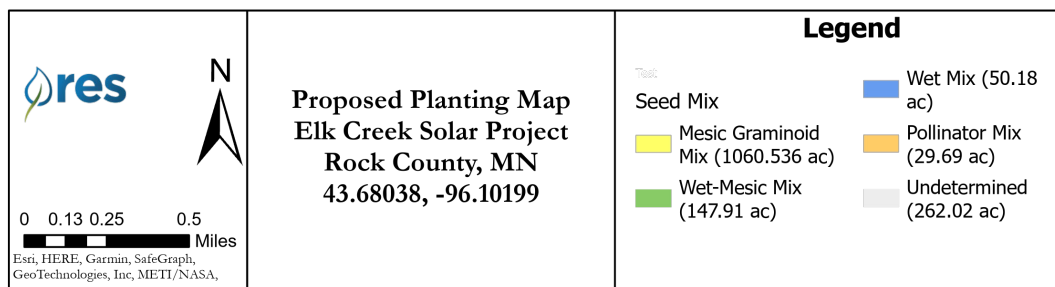 res
N
0 0.13 0.25 0.5
Miles
Esri, HERE, Garmin, SafeGraph,
GeoTechnologies, Inc, METI/NASA,
Proposed Planting Map
Elk Creek Solar Project
Rock County, MN
43.68038, -96.10199
Legend
Test
Seed Mix
Mesic Graminoid
Mix (1060.536 ac)
Wet-Mesic Mix
(147.91 ac)
Wet Mix (50.18
ac)
Pollinator Mix
(29.69 ac)
Undetermined
(262.02 ac)